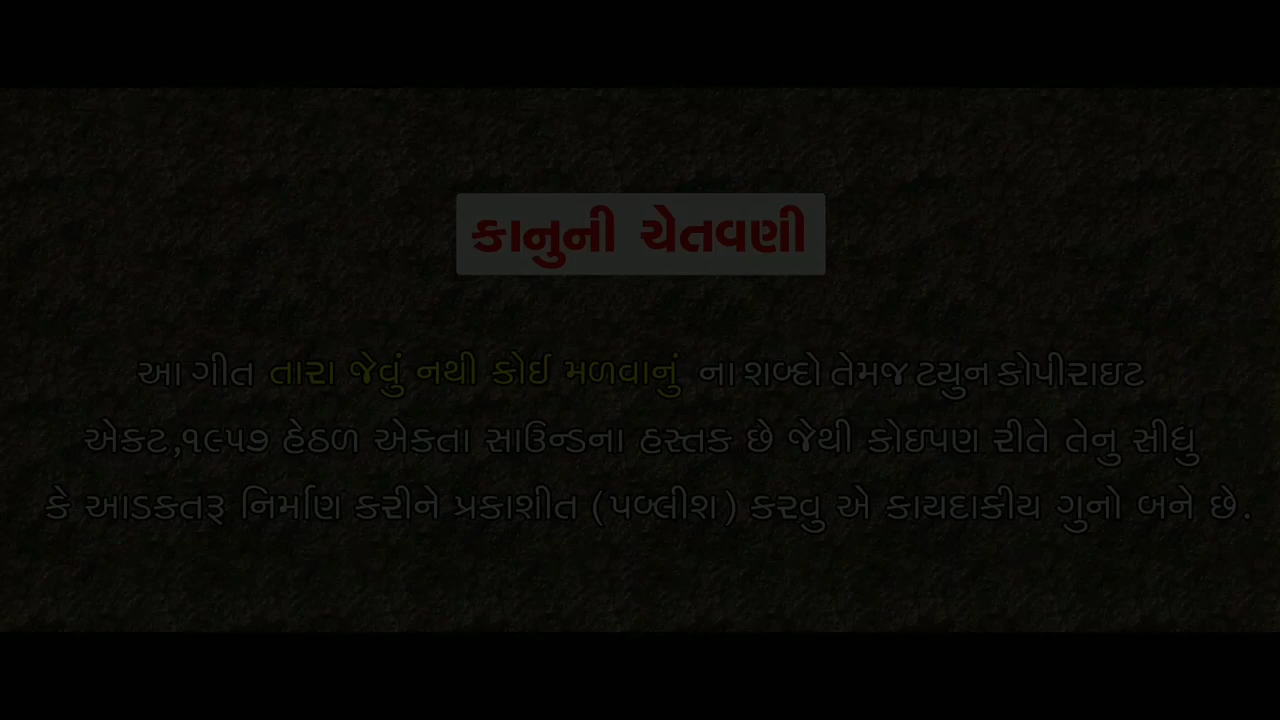 કાનુની ચેતવણી
આ ગીત તારા જેવું નથી કોઈ મળવાનું ના શબ્દો તેમજ ટયુન કોપીરાઇટ
એકટ,૧૯૫૭ હેઠળ એકતા સાઉન્ડના હસ્તક છે જેથી કોઇપણ રીતે તેનુ સીધુ
કે આડકતરૂ નિર્માણ કરીને પ્રકાશીત (પબ્લીશ) કરવુ એ કાયદાકીય ગુનો બને છે.